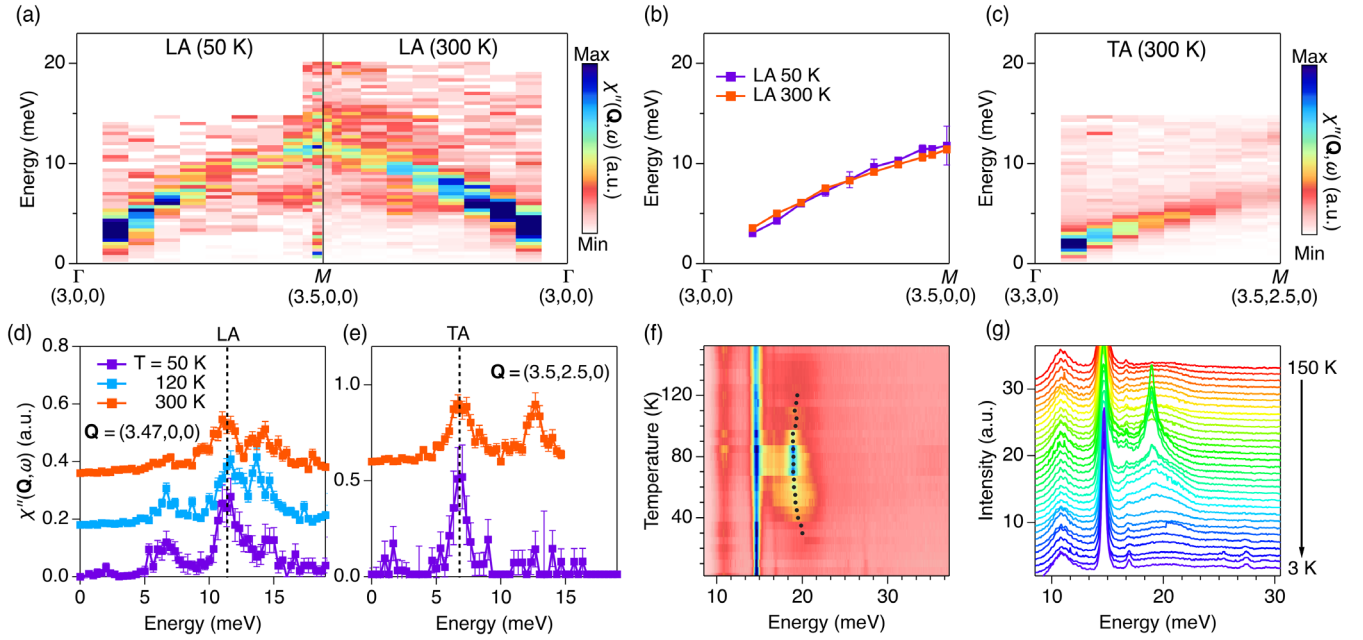 (a)
LA (50 K)
LA (300 K)
Energy (meV)
20
10
0
Max
χ″(Q,ω) (a.u.)
Min
Γ
(3,0,0)
M
(3.5,0,0)
Γ
(3,0,0)
(b)
Energy (meV)
20
10
0
LA 50 K
LA 300 K
Γ
(3,0,0)
M
(3.5,0,0)
(c)
TA (300 K)
Energy (meV)
20
10
0
Max
χ″(Q,ω) (a.u.)
Min
Γ
(3,3,0)
M
(3.5,2.5,0)
(d)
LA
χ″(Q,ω) (a.u.)
0.8
0.6
0.4
0.2
0.0
T = 50 K
120 K
300 K
Q = (3.47,0,0)
0 5 10 15
Energy (meV)
(e)
TA
1.0
0.5
0.0
Q = (3.5,2.5,0)
0 5 10 15
Energy (meV)
(f)
Temperature (K)
120
80
40
10 20 30
Energy (meV)
(g)
Intensity (a.u.)
30
20
10
150 K
3 K
10 15 20 25 30
Energy (meV)